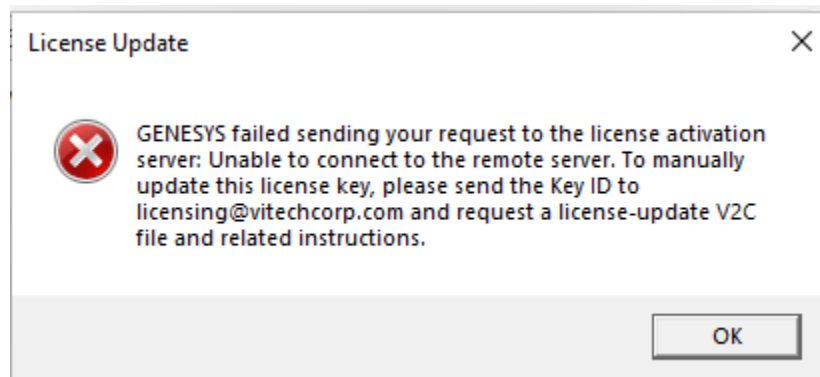 License Update
GENESYS failed sending your request to the license activation
server: Unable to connect to the remote server. To manually
update this license key, please send the Key ID to
licensing@vitechcorp.com and request a license-update V2C
file and related instructions.
OK